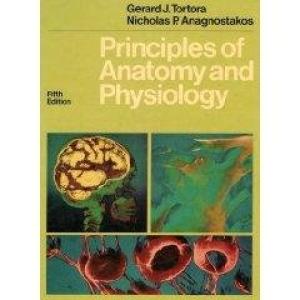 Gerard J. Tortora
Nicholas P. Anagnostakos
Principles of
Anatomy and
Physiology
Fifth
Edition